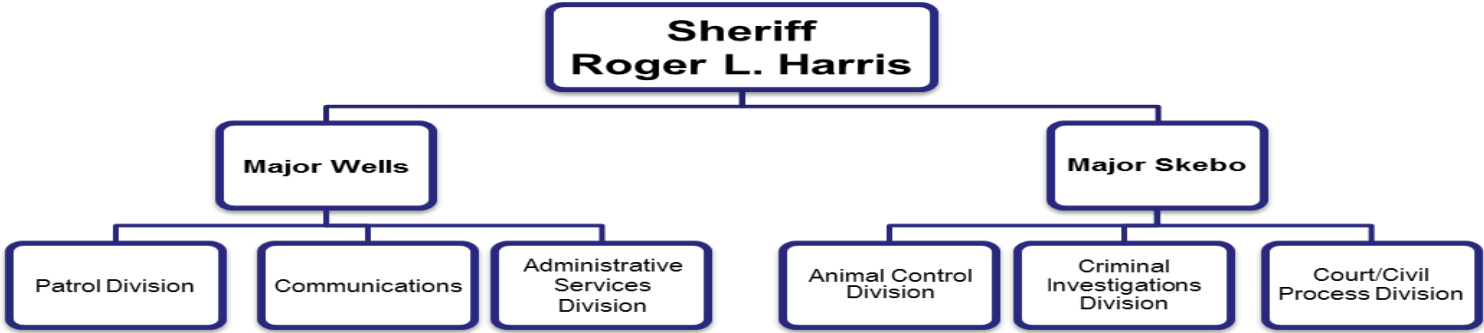 Sheriff
Roger L. Harris
Major Wells
Major Skebo
Patrol Division
Communications
Administrative
Services
Division
Animal Control
Division
Criminal
Investigations
Division
Court/Civil
Process Division